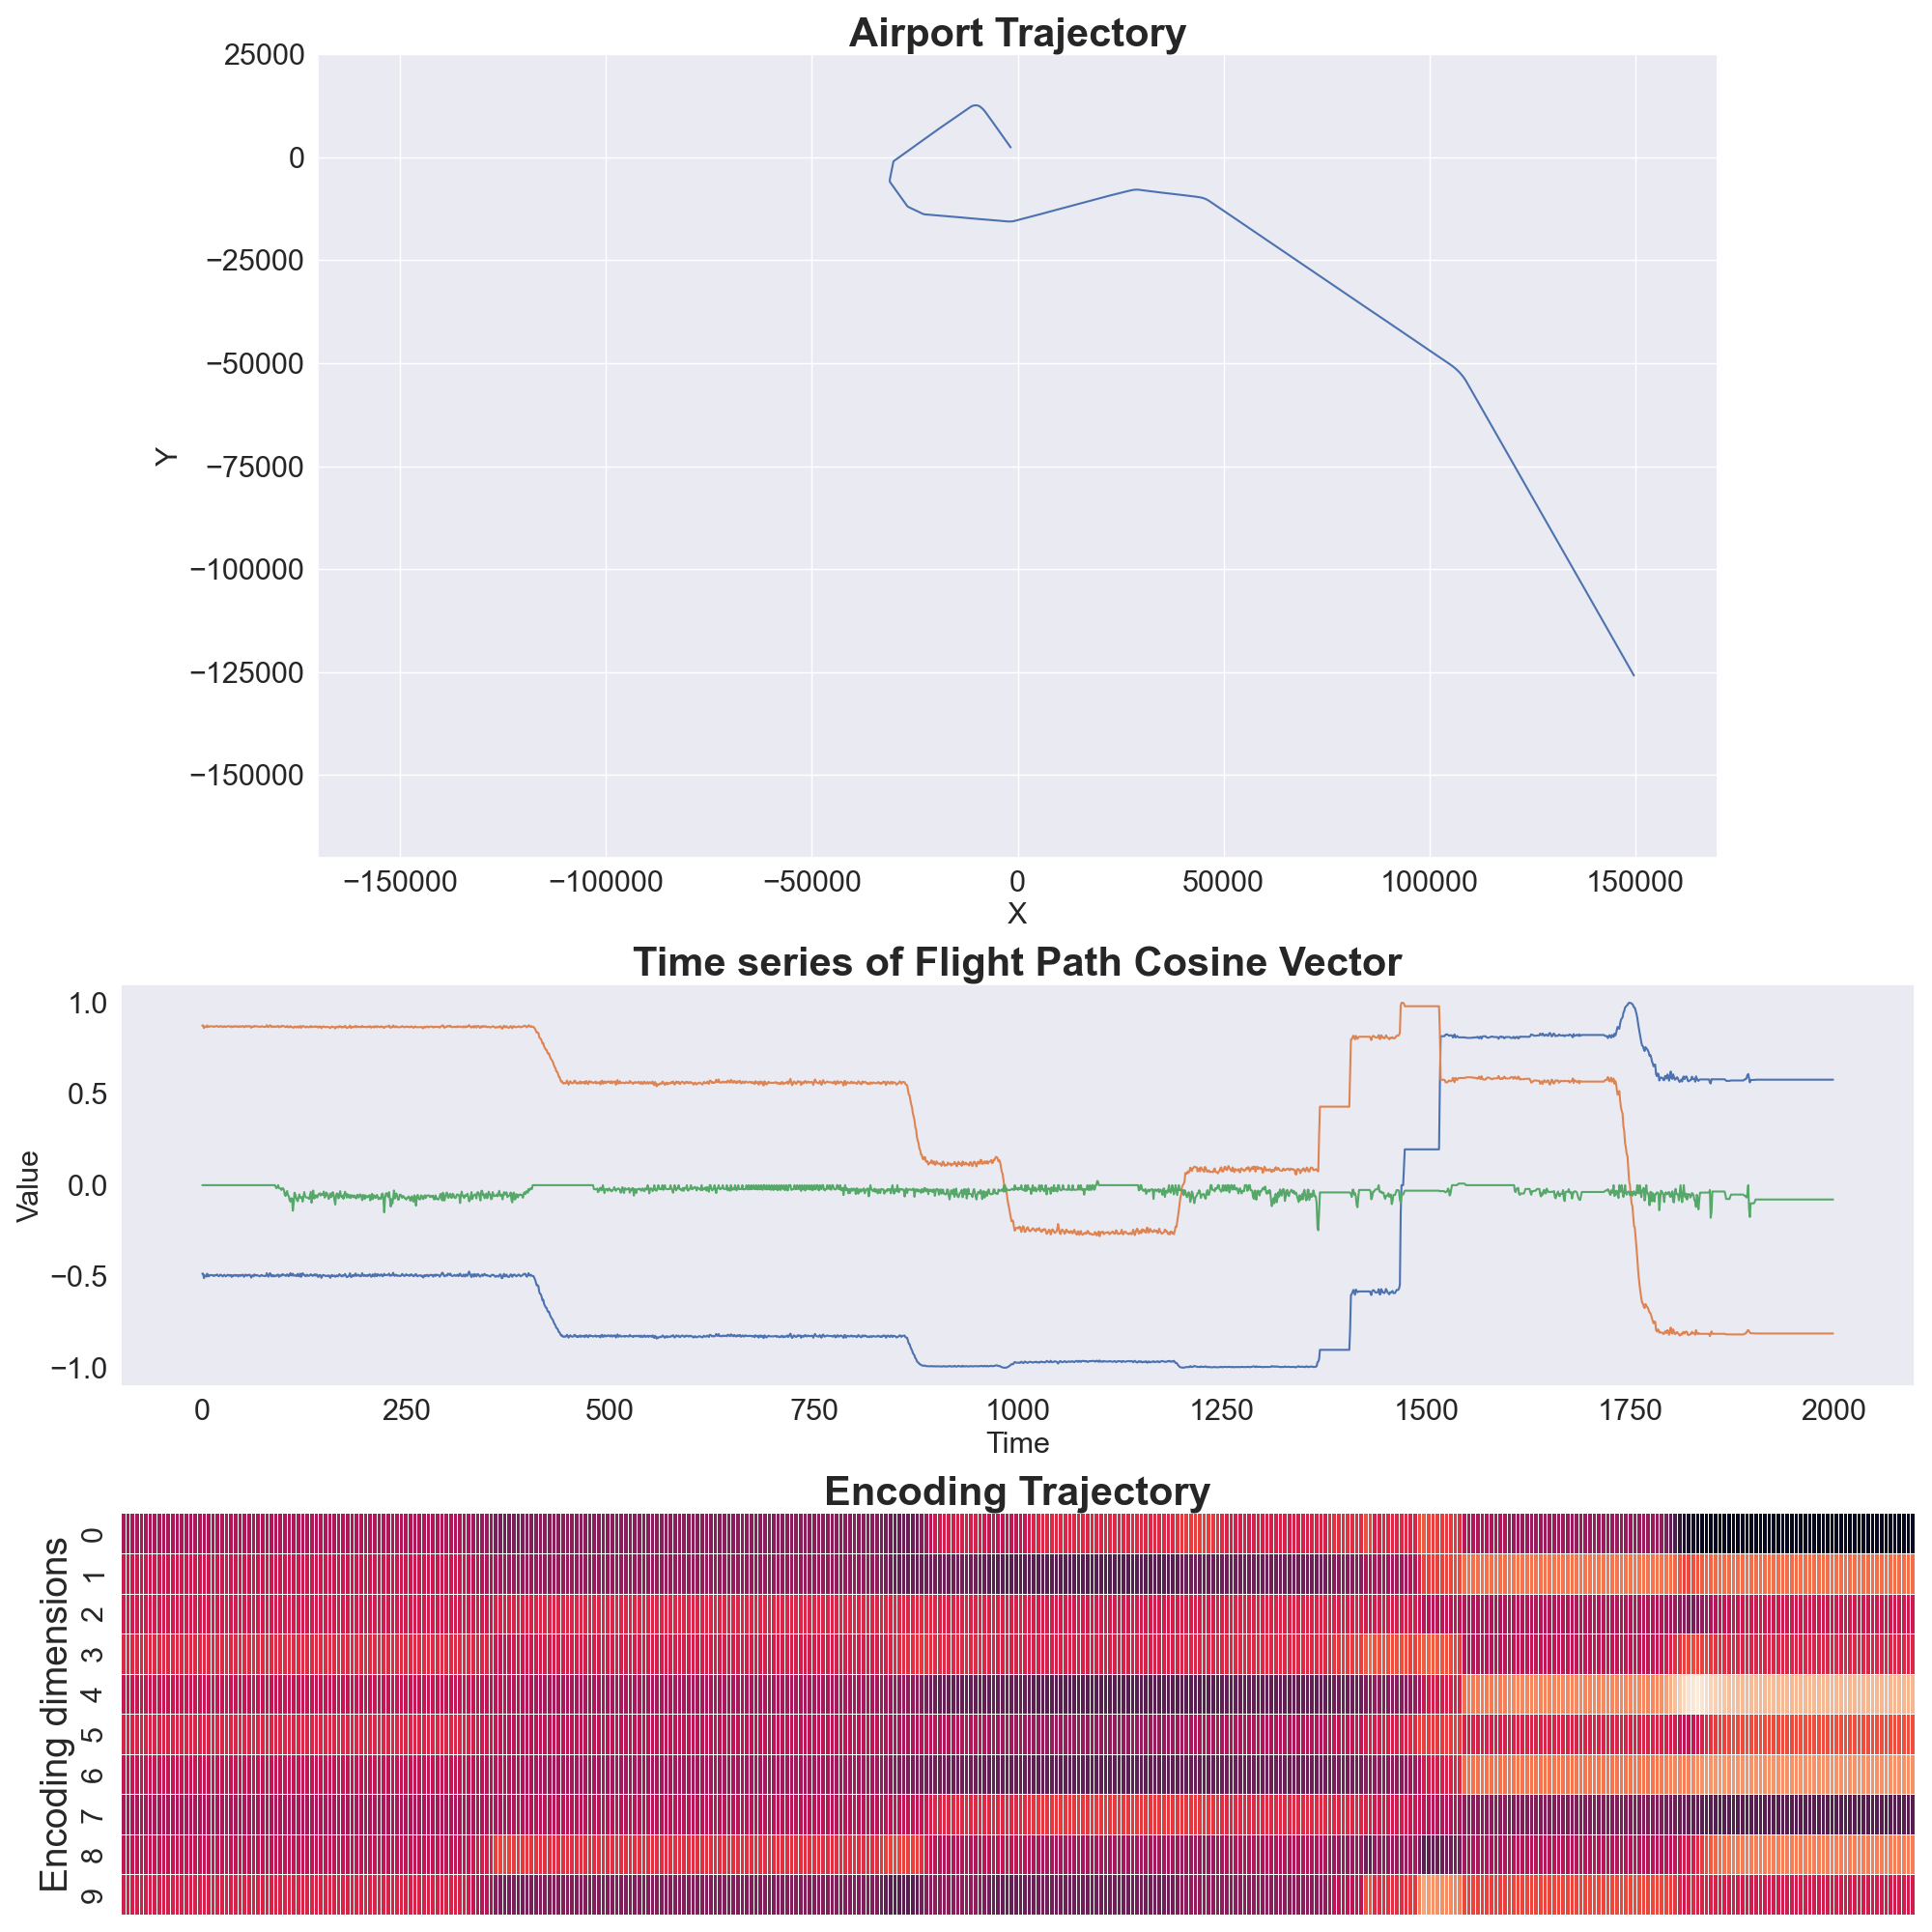 Airport Trajectory
25000
0
−25000
−50000
−75000
−100000
−125000
−150000
Y
−150000 −100000 −50000 0 50000 100000 150000
X
Time series of Flight Path Cosine Vector
1.0
0.5
0.0
−0.5
−1.0
Value
0 250 500 750 1000 1250 1500 1750 2000
Time
Encoding Trajectory
Encoding dimensions
0
1
2
3
4
5
6
7
8
9